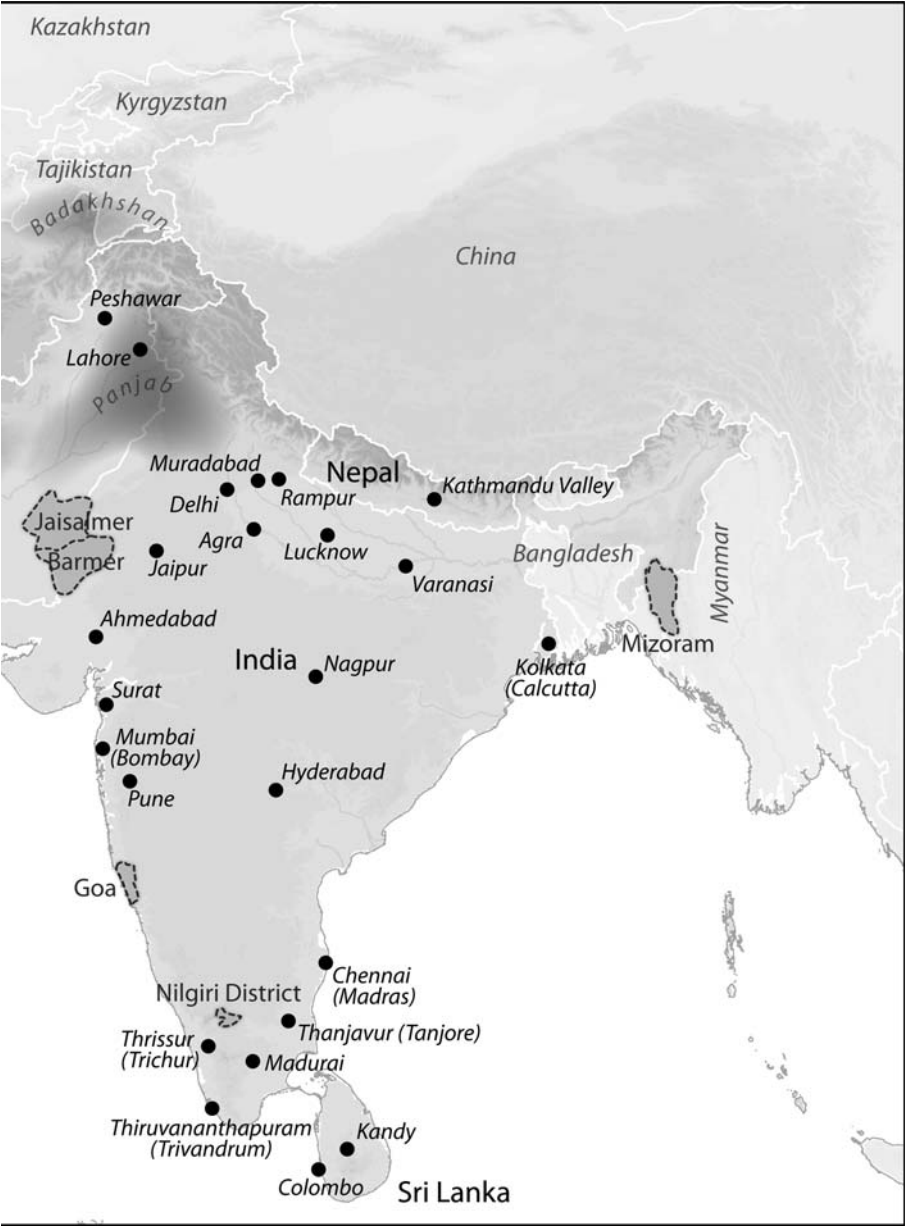 Kazakhstan
Kyrgyzstan
Tajikistan
Badakhshan
China
Peshawar
Lahore
Panjab
Muradabad
Nepal
Kathmandu Valley
Delhi
Rampur
Jaisalmer
Agra
Lucknow
Bangladesh
Barmer
Jaipur
Varanasi
Myanmar
Ahmedabad
Mizoram
India
Nagpur
Kolkata
(Calcutta)
Surat
Mumbai
(Bombay)
Hyderabad
Pune
Goa
Chennai
(Madras)
Nilgiri District
Thanjavur (Tanjore)
Thrissur
(Trichur)
Madurai
Thiruvananthapuram
(Trivandrum)
Kandy
Colombo
Sri Lanka